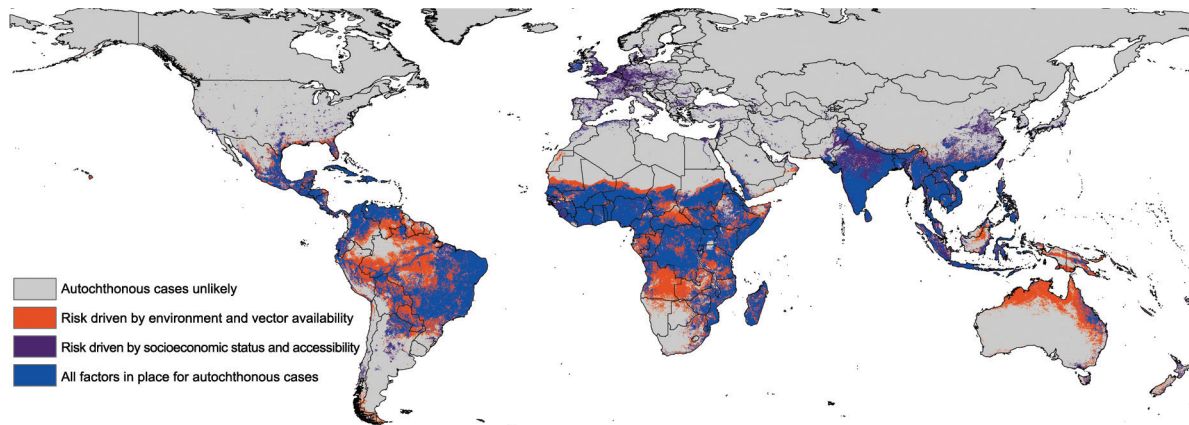 Autochthonous cases unlikely
Risk driven by environment and vector availability
Risk driven by socioeconomic status and accessibility
All factors in place for autochthonous cases